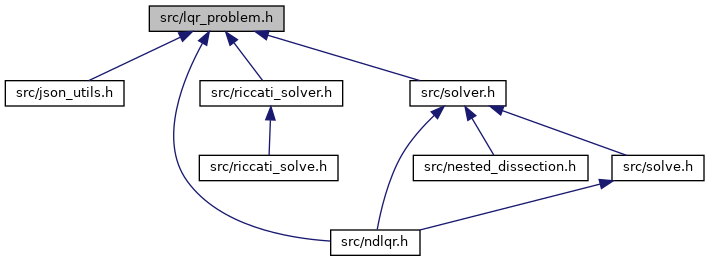 src/lqr_problem.h
src/json_utils.h
src/riccati_solver.h
src/solver.h
src/riccati_solve.h
src/nested_dissection.h
src/solve.h
src/ndlqr.h